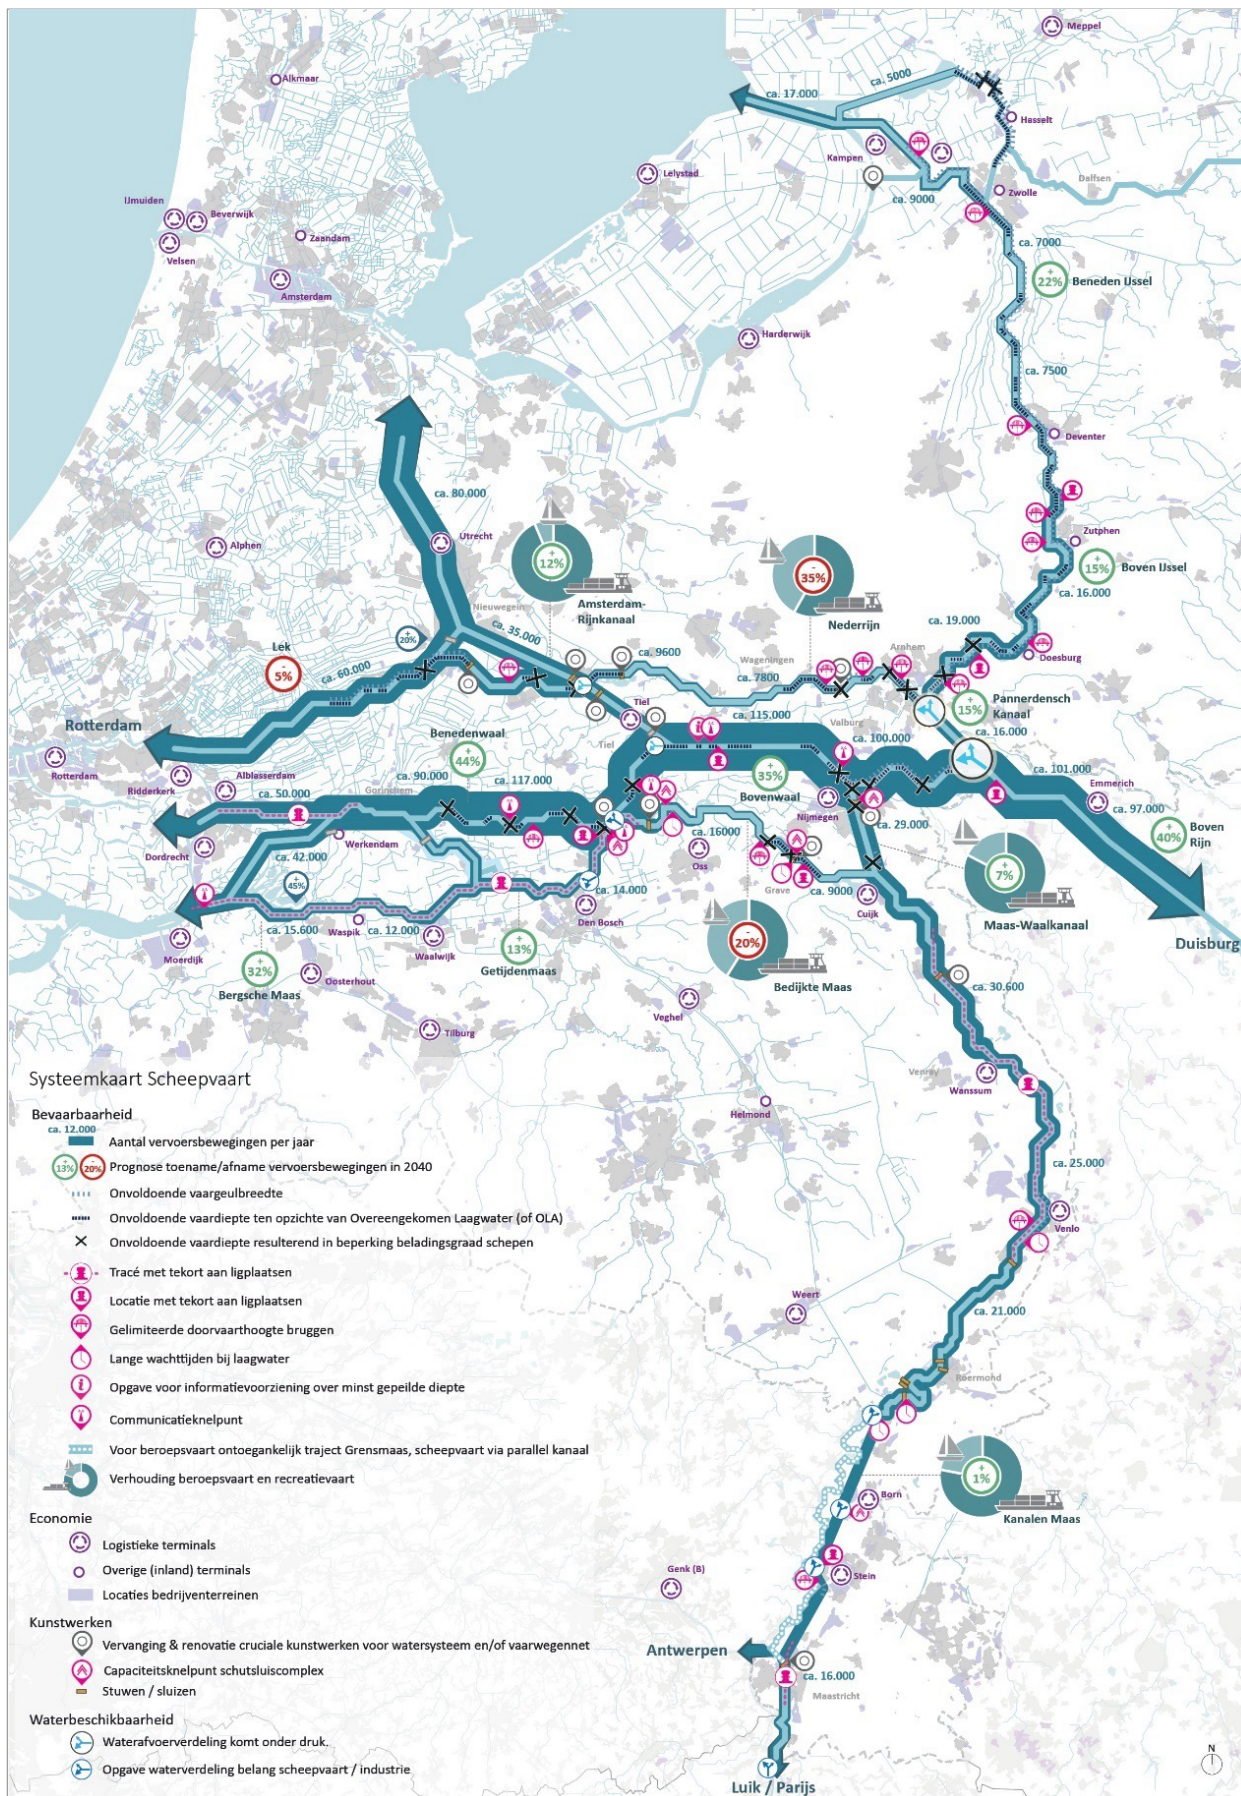 Meppel
ca. 5000
ca. 17.000
Alkmaar
Hasselt
Kampen
Dalfsen
Lelystad
ca. 9000
Zwolle
IJmuiden
Beverwijk
Zaandam
Velsen
ca. 7000
+
22%
Beneden IJssel
Amsterdam
Harderwijk
ca. 7500
Deventer
ca. 80.000
Utrecht
Alphen
Zutphen
+
12%
-
35%
+
15%
Boven IJssel
ca. 16.000
Amsterdam-
Rijnkanaal
Nederrijn
Nieuwegein
ca. 35.000
ca. 19.000
+
20%
Lek
-
5%
ca. 60.000
ca. 9600
Wageningen
Arnhem
Doesburg
ca. 7800
+
15%
Pannerdensch
Kanaal
Rotterdam
Tiel
ca. 115.000
Valburg
ca. 16.000
Benedenwaal
+
44%
Tiel
ca. 100.000
Rotterdam
Ridderkerk
Alblasserdam
ca. 90.000
ca. 117.000
+
35%
Bovenwaal
ca. 101.000
Emmerich
Gorinchem
ca. 50.000
Nijmegen
ca. 97.000
+
40%
Boven
Rijn
Dordrecht
Werkendam
ca. 42.000
ca. 16000
ca. 29.000
Oss
+
45%
ca. 14.000
Grave
ca. 9000
+
7%
Cuijk
Den Bosch
ca. 15.600
Waspik
ca. 12.000
Waalwijk
+
13%
Getijdenmaas
-
20%
Maas-Waalkanaal
Duisburg
Moerdijk
+
32%
Bergsche Maas
Oosterhout
Bedijkte Maas
ca. 30.600
Veghel
Tilburg
Venray
Wanssum
Helmond
ca. 25.000
Venlo
Weert
ca. 21.000
Roermond
+
1%
Born
Kanalen Maas
Genk (B)
Stein
Antwerpen
ca. 16.000
Maastricht
Luik / Parijs
N
Systeemkaart Scheepvaart
Bevaarbaarheid
ca. 12.000
Aantal vervoersbewegingen per jaar
+
13%
-
20%
Prognose toename/afname vervoersbewegingen in 2040
Onvoldoende vaargeulbreedte
Onvoldoende vaardiepte ten opzichte van Overeengekomen Laagwater (of OLA)
Onvoldoende vaardiepte resulterend in beperking beladingsgraad schepen
Tracé met tekort aan ligplaatsen
Locatie met tekort aan ligplaatsen
Gelimiteerde doorvaarthoogte bruggen
Lange wachttijden bij laagwater
Opgave voor informatievoorziening over minst gepeilde diepte
Communicatieknelpunt
Voor beroepsvaart ontoegankelijk traject Grensmaas, scheepvaart via parallel kanaal
Verhouding beroepsvaart en recreatievaart
Economie
Logistieke terminals
Overige (inland) terminals
Locaties bedrijventerreinen
Kunstwerken
Vervanging & renovatie cruciale kunstwerken voor watersysteem en/of vaarwegennet
Capaciteitsknelpunt schutsluiscomplex
Stuwen / sluizen
Waterbeschikbaarheid
Waterafvoerverdeling komt onder druk.
Opgave waterverdeling belang scheepvaart / industrie